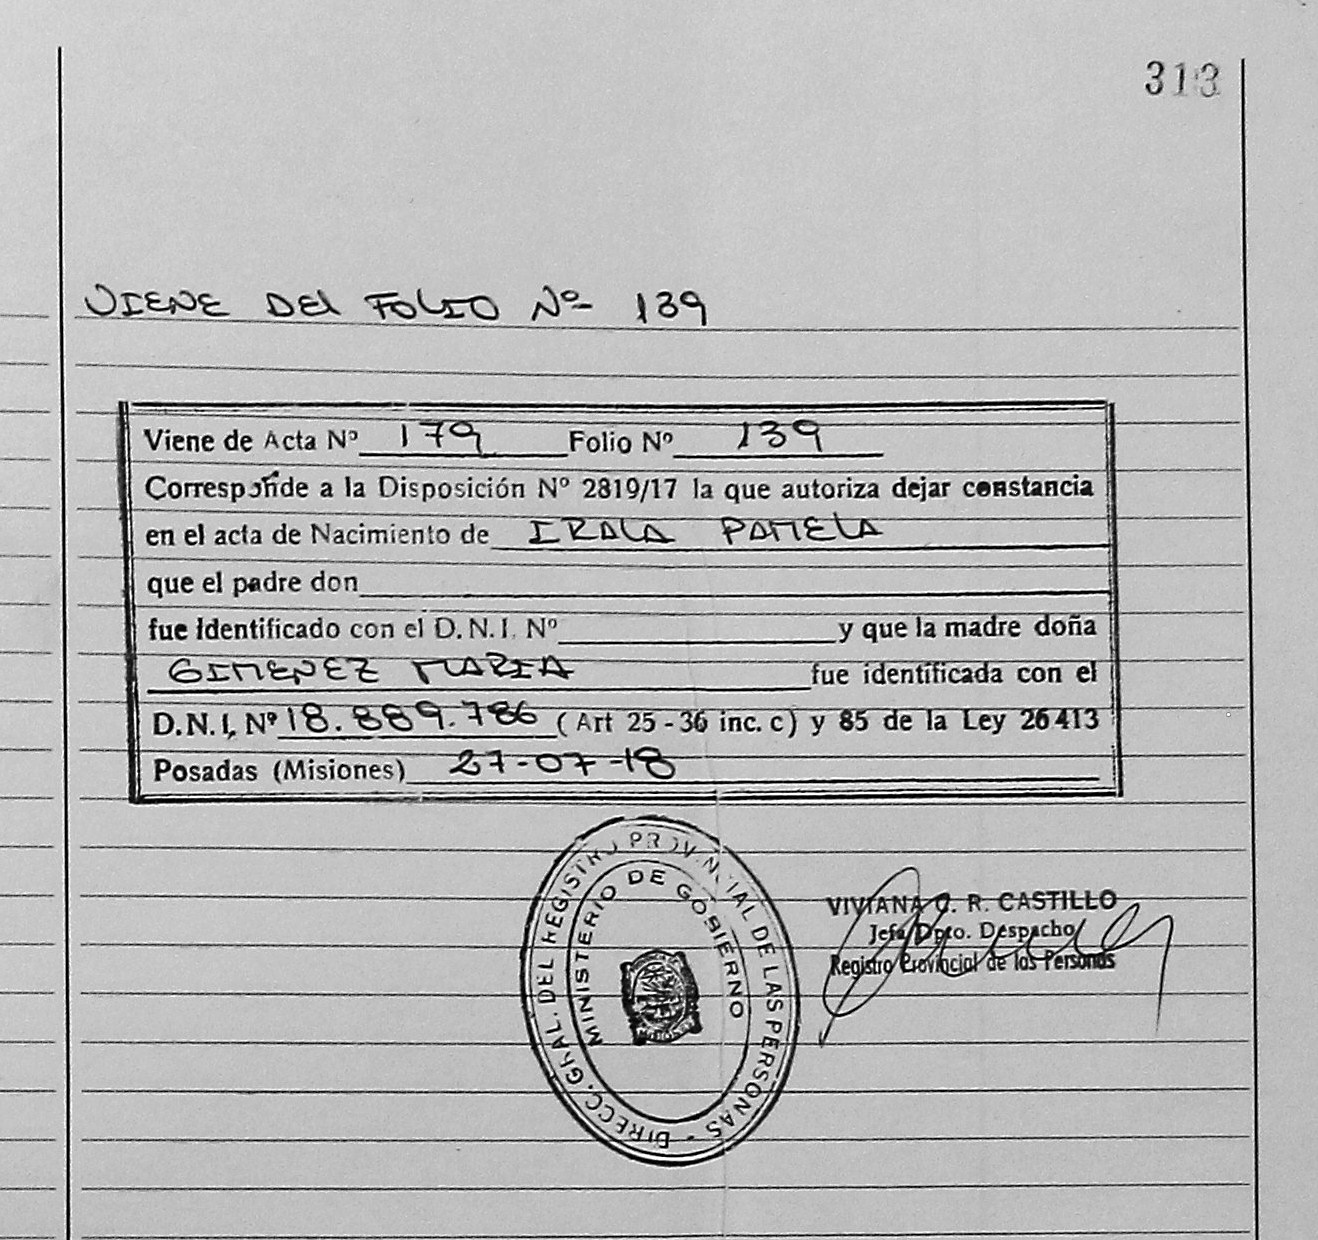 313
VIENE DEL FOLIO Nº 139
Viene de Acta Nº 179 Folio Nº 139
Corresponde a la Disposición Nº 2819/17 la que autoriza dejar constancia
en el acta de Nacimiento de IRALA PAMELA
que el padre don
fue identificado con el D.N.I. Nº y que la madre doña
GIMENEZ MARIA fue identificada con el
D.N.I. Nº 18.889.786 (Art 25-36 inc. c) y 85 de la Ley 26413
Posadas (Misiones) 27-07-18
DIRECC. GRAL. DEL REGISTRO PROVINCIAL DE LAS PERSONAS -
MINISTERIO DE GOBIERNO
VIVIANA C. R. CASTILLO
Jefa Dpto. Despacho
Registro Provincial de las Personas